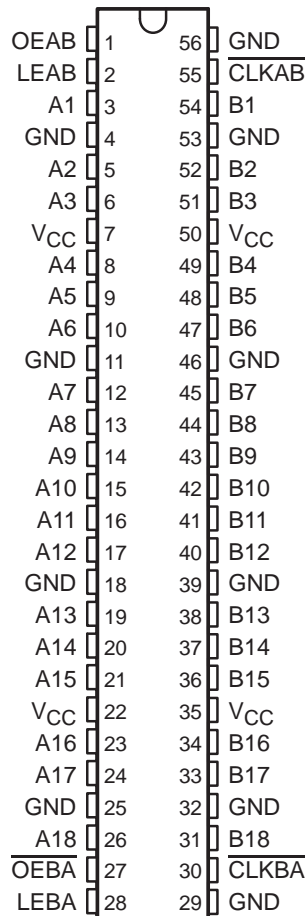 OEAB 1 56 GND
LEAB 2 55 CLKAB
A1 3 54 B1
GND 4 53 GND
A2 5 52 B2
A3 6 51 B3
VCC 7 50 VCC
A4 8 49 B4
A5 9 48 B5
A6 10 47 B6
GND 11 46 GND
A7 12 45 B7
A8 13 44 B8
A9 14 43 B9
A10 15 42 B10
A11 16 41 B11
A12 17 40 B12
GND 18 39 GND
A13 19 38 B13
A14 20 37 B14
A15 21 36 B15
VCC 22 35 VCC
A16 23 34 B16
A17 24 33 B17
GND 25 32 GND
A18 26 31 B18
OEBA 27 30 CLKBA
LEBA 28 29 GND